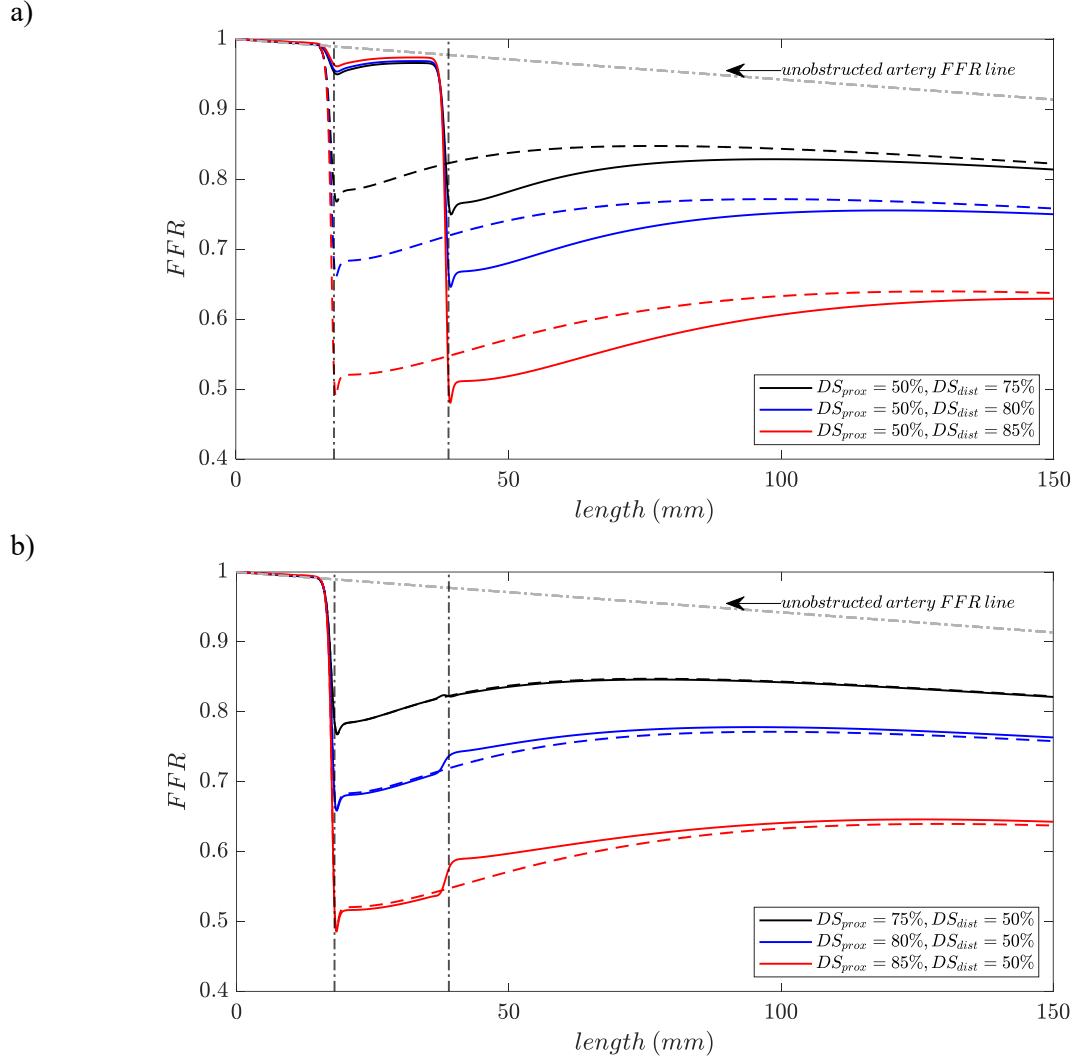 a)
1
0.9
0.8
0.7
0.6
0.5
0.4
FFR
unobstructed artery FFR line
DS_prox = 50%, DS_dist = 75%
DS_prox = 50%, DS_dist = 80%
DS_prox = 50%, DS_dist = 85%
0 50 100 150
length (mm)
b)
1
0.9
0.8
0.7
0.6
0.5
0.4
FFR
unobstructed artery FFR line
DS_prox = 75%, DS_dist = 50%
DS_prox = 80%, DS_dist = 50%
DS_prox = 85%, DS_dist = 50%
0 50 100 150
length (mm)